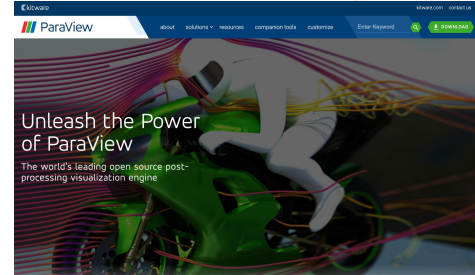 kitware
kitware.com contact us
ParaView
about solutions resources companion tools customize
Enter Keyword
DOWNLOAD
Unleash the Power
of ParaView
The world's leading open source post-
processing visualization engine